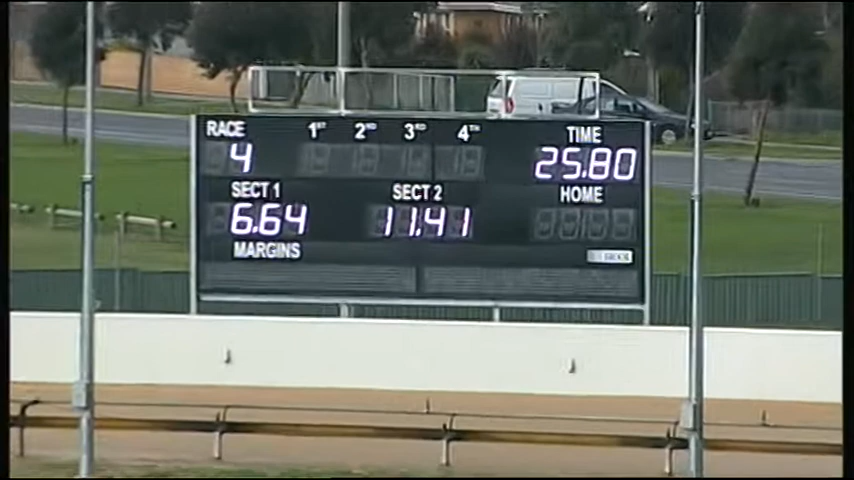 RACE 1ST 2ND 3RD 4TH TIME
4 25.80
SECT 1 SECT 2 HOME
6.64 11.41
MARGINS